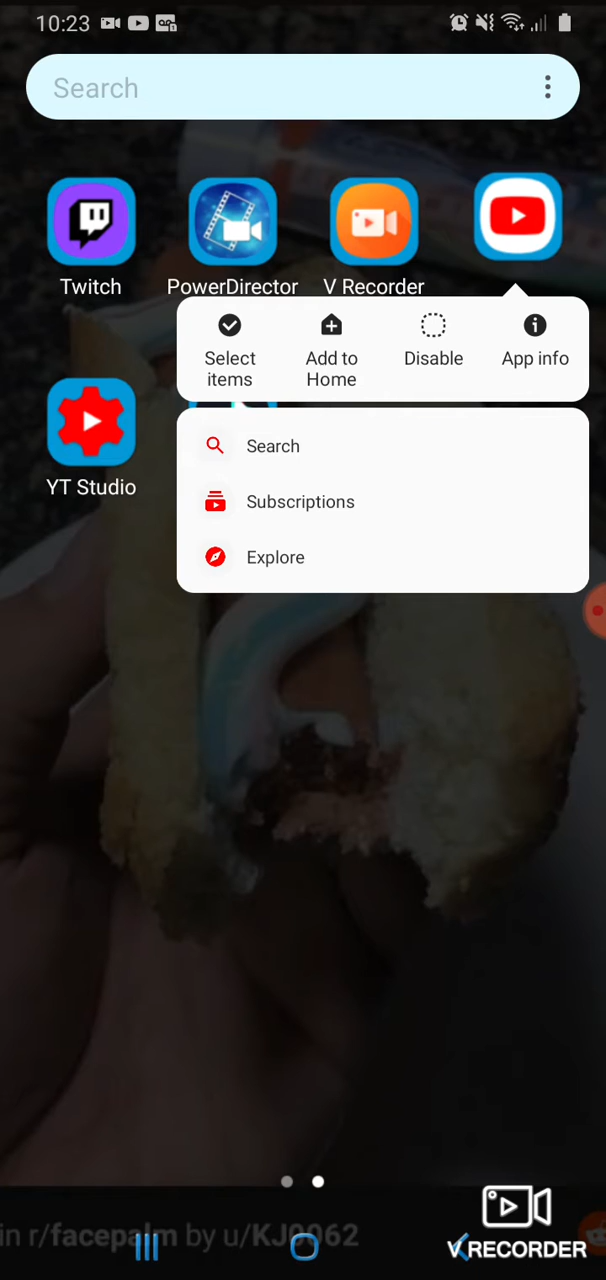 10:23
Search
Twitch
PowerDirector
V Recorder
Select
items
Add to
Home
Disable
App info
YT Studio
Search
Subscriptions
Explore
in r/facepalm by u/KJ0062
VRECORDER